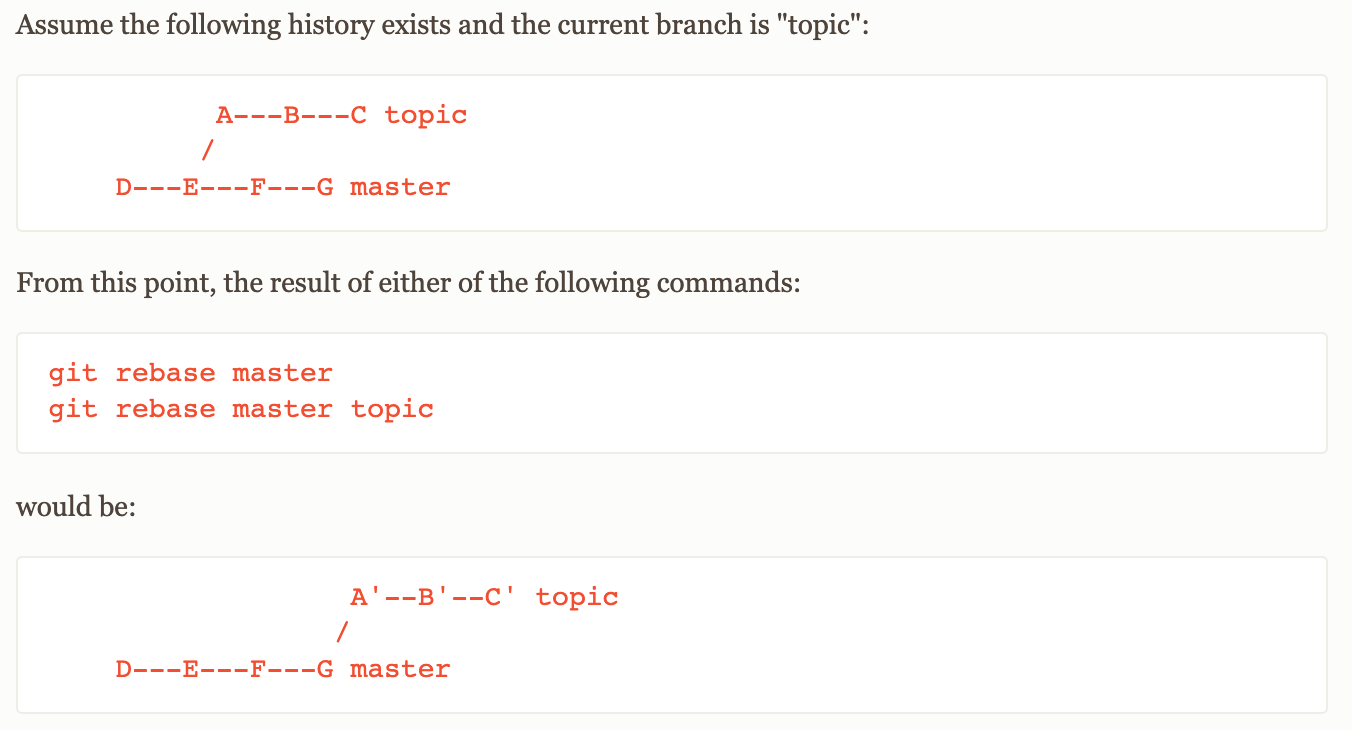 Assume the following history exists and the current branch is "topic":
A---B---C topic
/
D---E---F---G master
From this point, the result of either of the following commands:
git rebase master
git rebase master topic
would be:
A'--B'--C' topic
/
D---E---F---G master